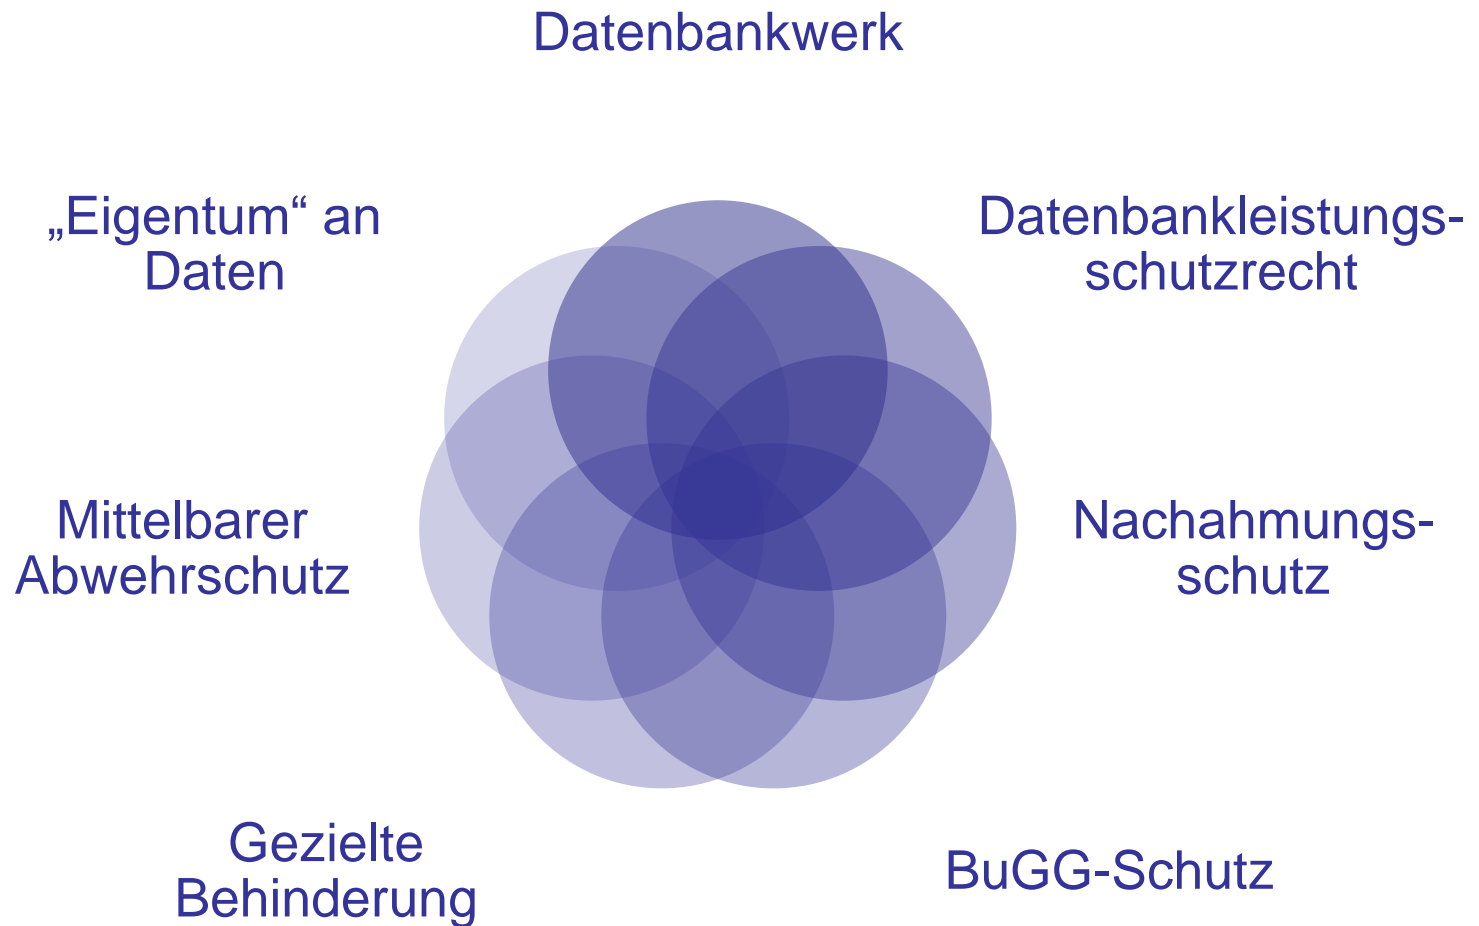 Datenbankwerk
„Eigentum“ an
Daten
Datenbankleistungs-
schutzrecht
Mittelbarer
Abwehrschutz
Nachahmungs-
schutz
Gezielte
Behinderung
BuGG-Schutz